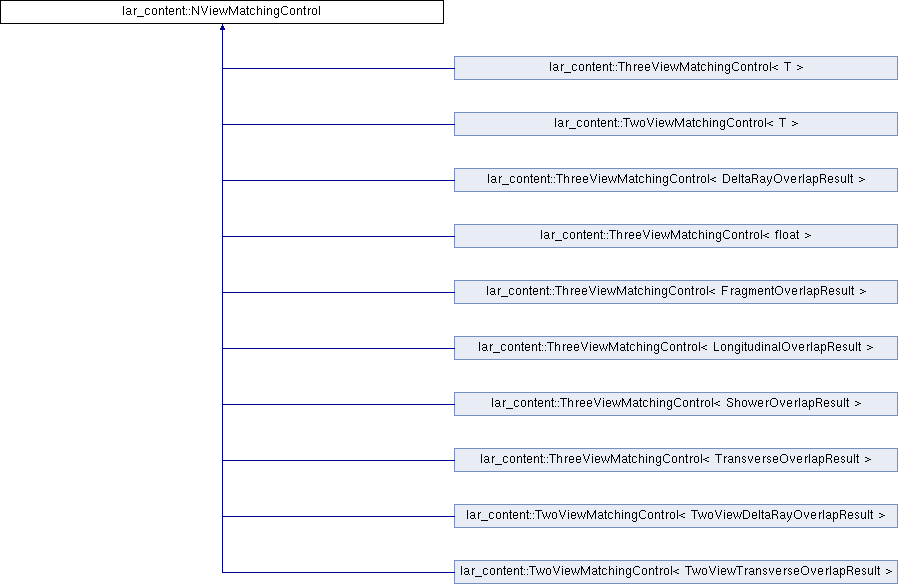 lar_content::NViewMatchingControl
lar_content::ThreeViewMatchingControl< T >
lar_content::TwoViewMatchingControl< T >
lar_content::ThreeViewMatchingControl< DeltaRayOverlapResult >
lar_content::ThreeViewMatchingControl< float >
lar_content::ThreeViewMatchingControl< FragmentOverlapResult >
lar_content::ThreeViewMatchingControl< LongitudinalOverlapResult >
lar_content::ThreeViewMatchingControl< ShowerOverlapResult >
lar_content::ThreeViewMatchingControl< TransverseOverlapResult >
lar_content::TwoViewMatchingControl< TwoViewDeltaRayOverlapResult >
lar_content::TwoViewMatchingControl< TwoViewTransverseOverlapResult >